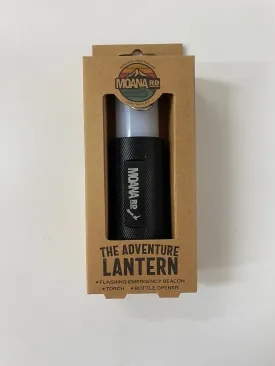 MOANA RD
MOANA RD
THE ADVENTURE
LANTERN
• FLASHING EMERGENCY BEACON
• TORCH • BOTTLE OPENER